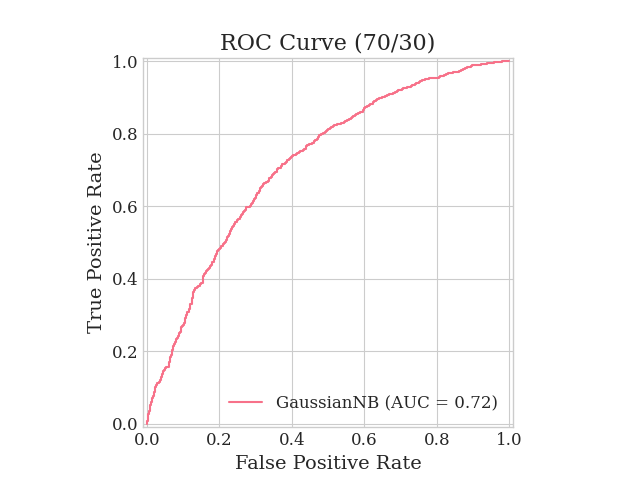 ROC Curve (70/30)
True Positive Rate
1.0
0.8
0.6
0.4
0.2
0.0
GaussianNB (AUC = 0.72)
0.0 0.2 0.4 0.6 0.8 1.0
False Positive Rate